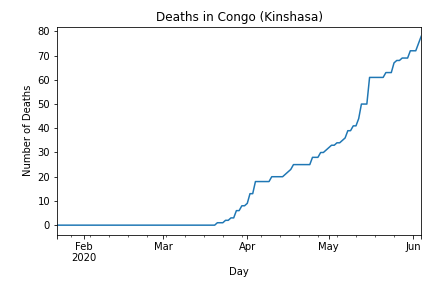 Deaths in Congo (Kinshasa)
80
70
60
50
40
30
20
10
0
Number of Deaths
Feb
2020
Mar
Apr
May
Jun
Day